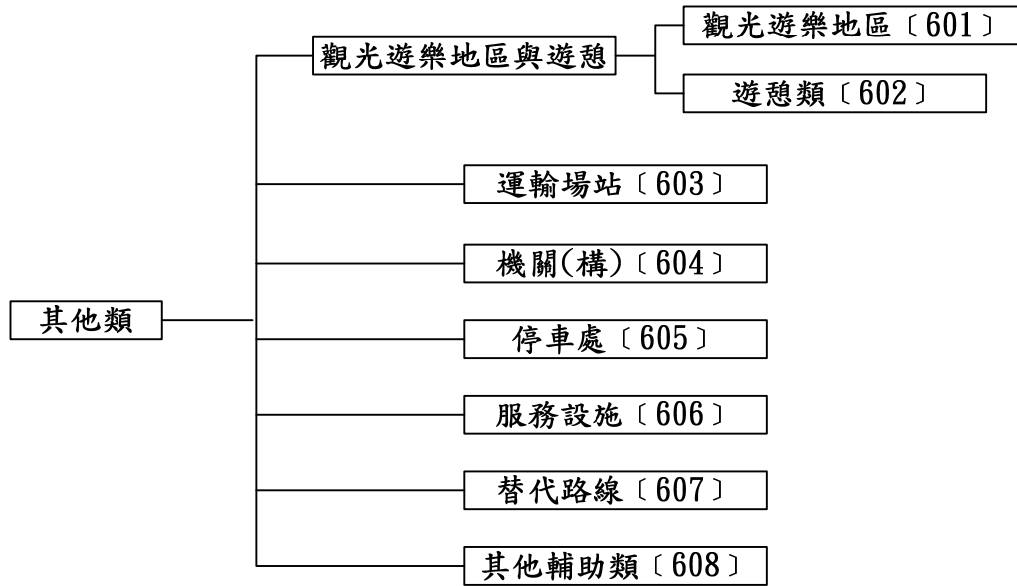 觀光遊樂地區〔601〕
觀光遊樂地區與遊憩
遊憩類〔602〕
運輸場站〔603〕
機關(構)〔604〕
其他類
停車處〔605〕
服務設施〔606〕
替代路線〔607〕
其他輔助類〔608〕